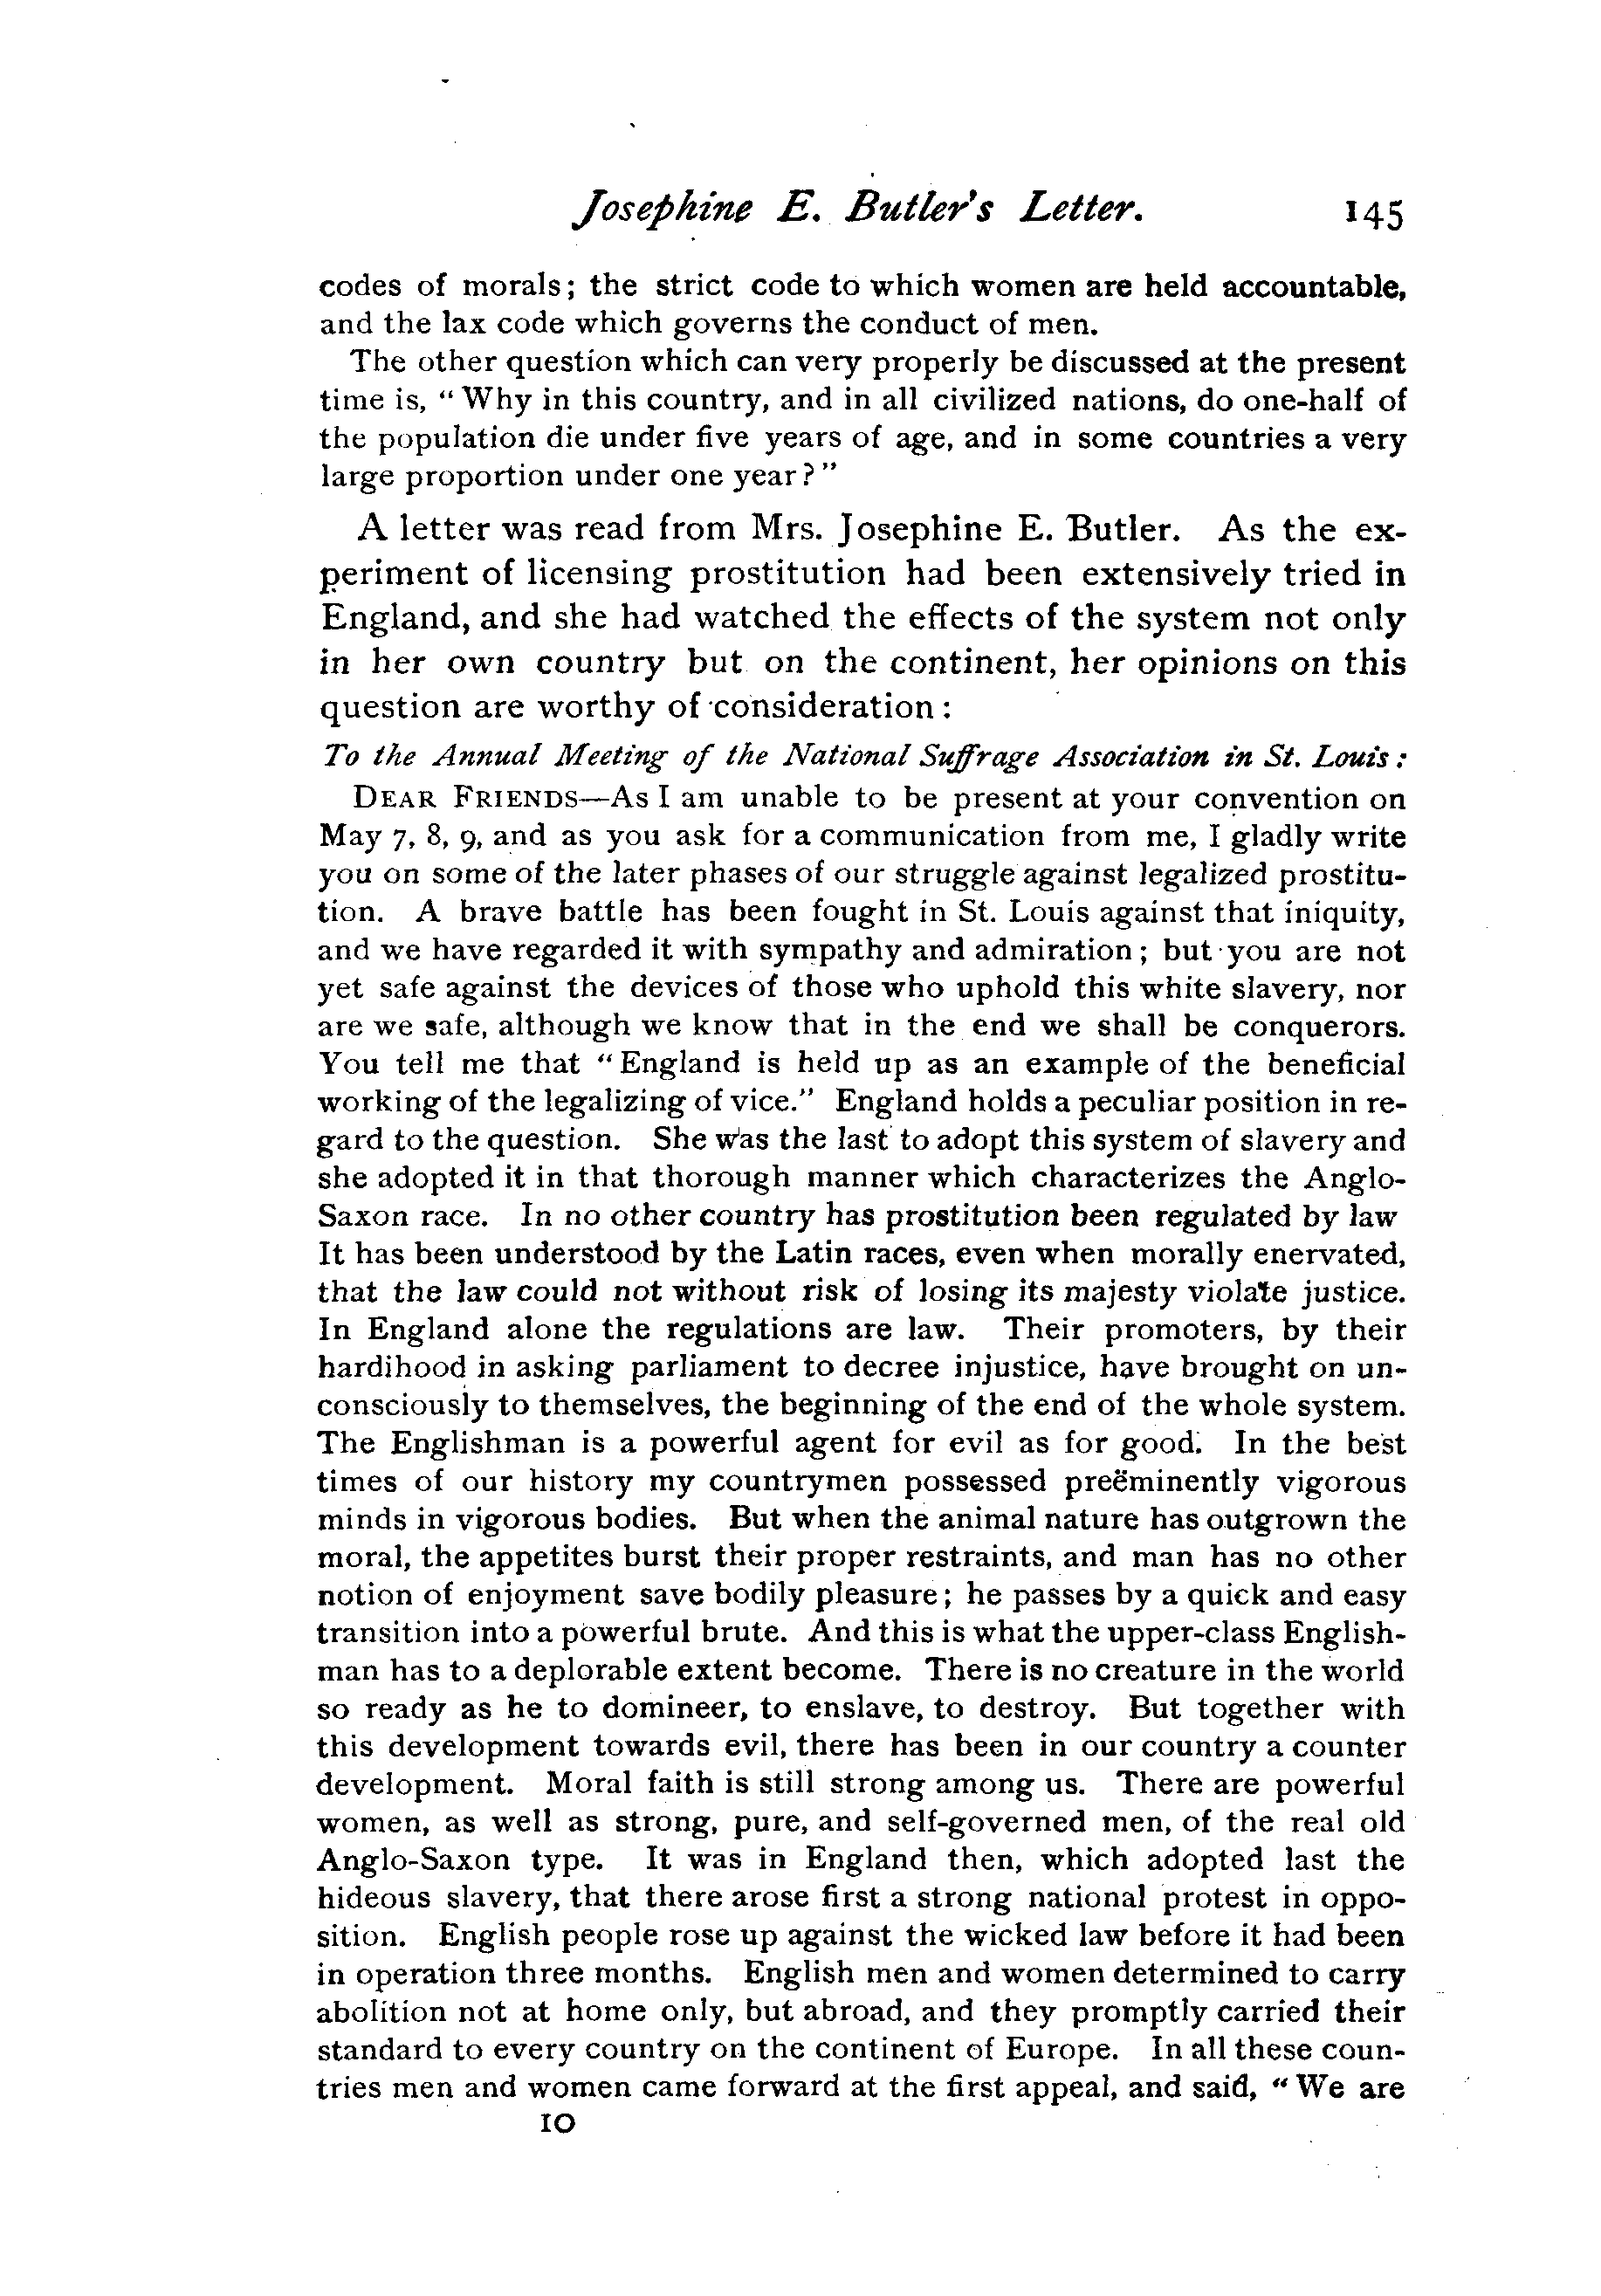 Josephine E. Butler's Letter. 145
codes of morals; the strict code to which women are held accountable,
and the lax code which governs the conduct of men.
The other question which can very properly be discussed at the present
time is, "Why in this country, and in all civilized nations, do one-half of
the population die under five years of age, and in some countries a very
large proportion under one year?"
A letter was read from Mrs. Josephine E. Butler. As the ex-
periment of licensing prostitution had been extensively tried in
England, and she had watched the effects of the system not only
in her own country but on the continent, her opinions on this
question are worthy of consideration:
To the Annual Meeting of the National Suffrage Association in St. Louis:
DEAR FRIENDS—As I am unable to be present at your convention on
May 7, 8, 9, and as you ask for a communication from me, I gladly write
you on some of the later phases of our struggle against legalized prostitu-
tion. A brave battle has been fought in St. Louis against that iniquity,
and we have regarded it with sympathy and admiration; but you are not
yet safe against the devices of those who uphold this white slavery, nor
are we safe, although we know that in the end we shall be conquerors.
You tell me that "England is held up as an example of the beneficial
working of the legalizing of vice." England holds a peculiar position in re-
gard to the question. She was the last to adopt this system of slavery and
she adopted it in that thorough manner which characterizes the Anglo-
Saxon race. In no other country has prostitution been regulated by law
It has been understood by the Latin races, even when morally enervated,
that the law could not without risk of losing its majesty violate justice.
In England alone the regulations are law. Their promoters, by their
hardihood in asking parliament to decree injustice, have brought on un-
consciously to themselves, the beginning of the end of the whole system.
The Englishman is a powerful agent for evil as for good. In the best
times of our history my countrymen possessed preëminently vigorous
minds in vigorous bodies. But when the animal nature has outgrown the
moral, the appetites burst their proper restraints, and man has no other
notion of enjoyment save bodily pleasure; he passes by a quick and easy
transition into a powerful brute. And this is what the upper-class English-
man has to a deplorable extent become. There is no creature in the world
so ready as he to domineer, to enslave, to destroy. But together with
this development towards evil, there has been in our country a counter
development. Moral faith is still strong among us. There are powerful
women, as well as strong, pure, and self-governed men, of the real old
Anglo-Saxon type. It was in England then, which adopted last the
hideous slavery, that there arose first a strong national protest in oppo-
sition. English people rose up against the wicked law before it had been
in operation three months. English men and women determined to carry
abolition not at home only, but abroad, and they promptly carried their
standard to every country on the continent of Europe. In all these coun-
tries men and women came forward at the first appeal, and said, "We are
10